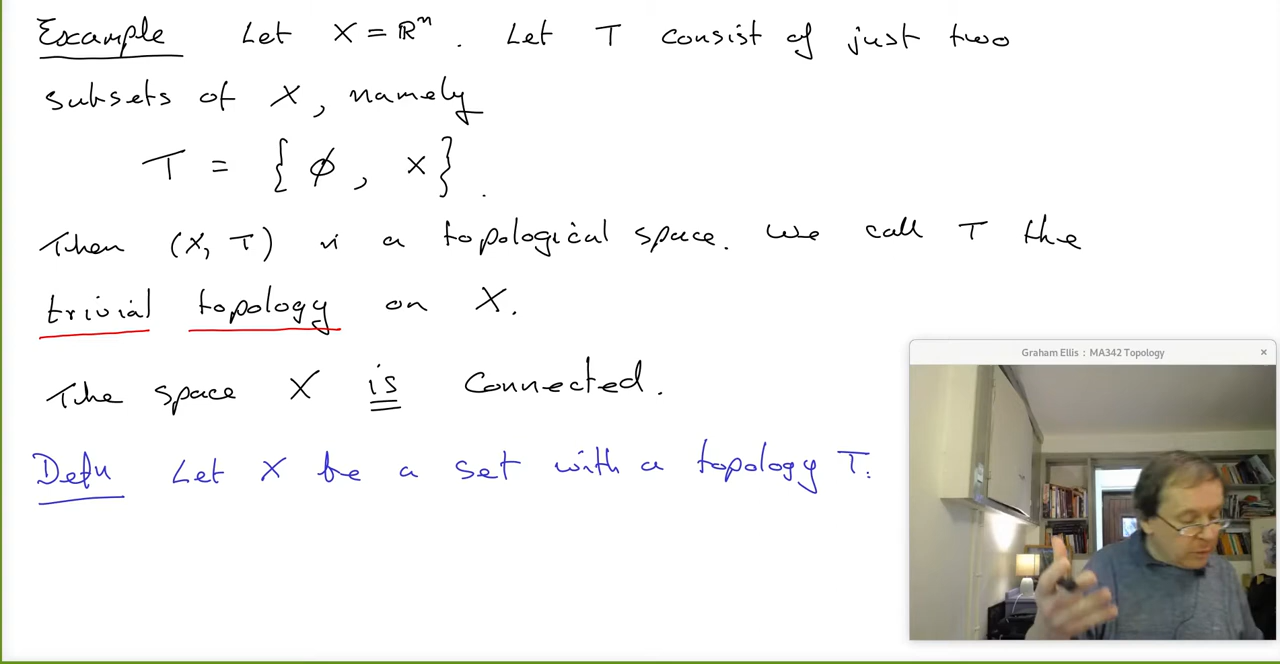 Example Let X = ℝⁿ. Let T consist of just two
subsets of X, namely
T = { ϕ, X }.
Then (X, T) is a topological space. We call T the
trivial topology on X.
The space X is connected.
Defn Let X be a set with a topology T.
Graham Ellis : MA342 Topology